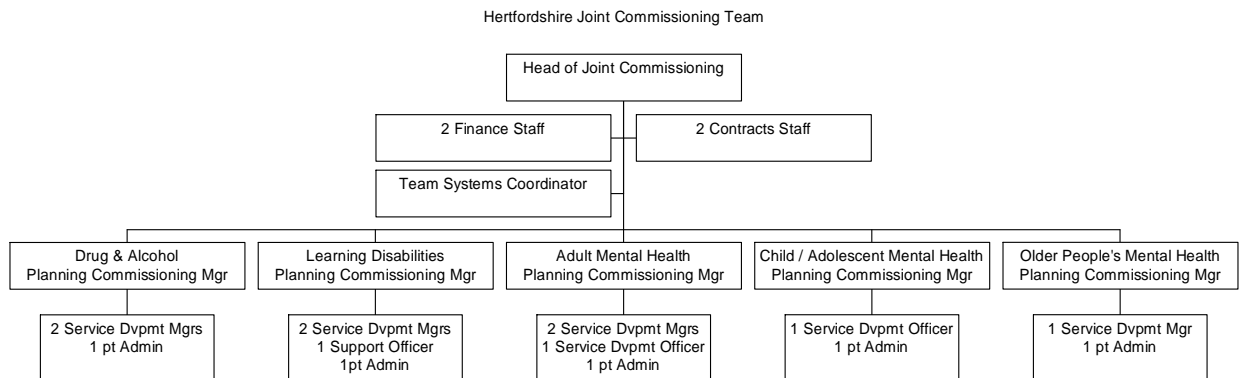 Hertfordshire Joint Commissioning Team
Head of Joint Commissioning
2 Finance Staff
2 Contracts Staff
Team Systems Coordinator
Drug & Alcohol
Planning Commissioning Mgr
Learning Disabilities
Planning Commissioning Mgr
Adult Mental Health
Planning Commissioning Mgr
Child / Adolescent Mental Health
Planning Commissioning Mgr
Older People's Mental Health
Planning Commissioning Mgr
2 Service Dvpmt Mgrs
1 pt Admin
2 Service Dvpmt Mgrs
1 Support Officer
1pt Admin
2 Service Dvpmt Mgrs
1 Service Dvpmt Officer
1 pt Admin
1 Service Dvpmt Officer
1 pt Admin
1 Service Dvpmt Mgr
1 pt Admin